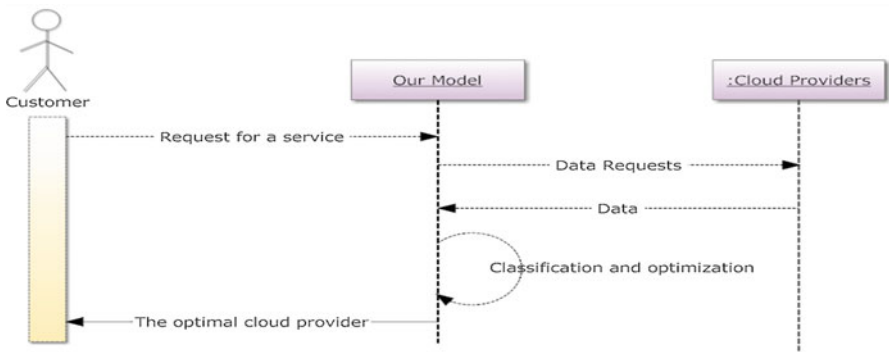 Customer
Our Model
:Cloud Providers
Request for a service
Data Requests
Data
Classification and optimization
The optimal cloud provider